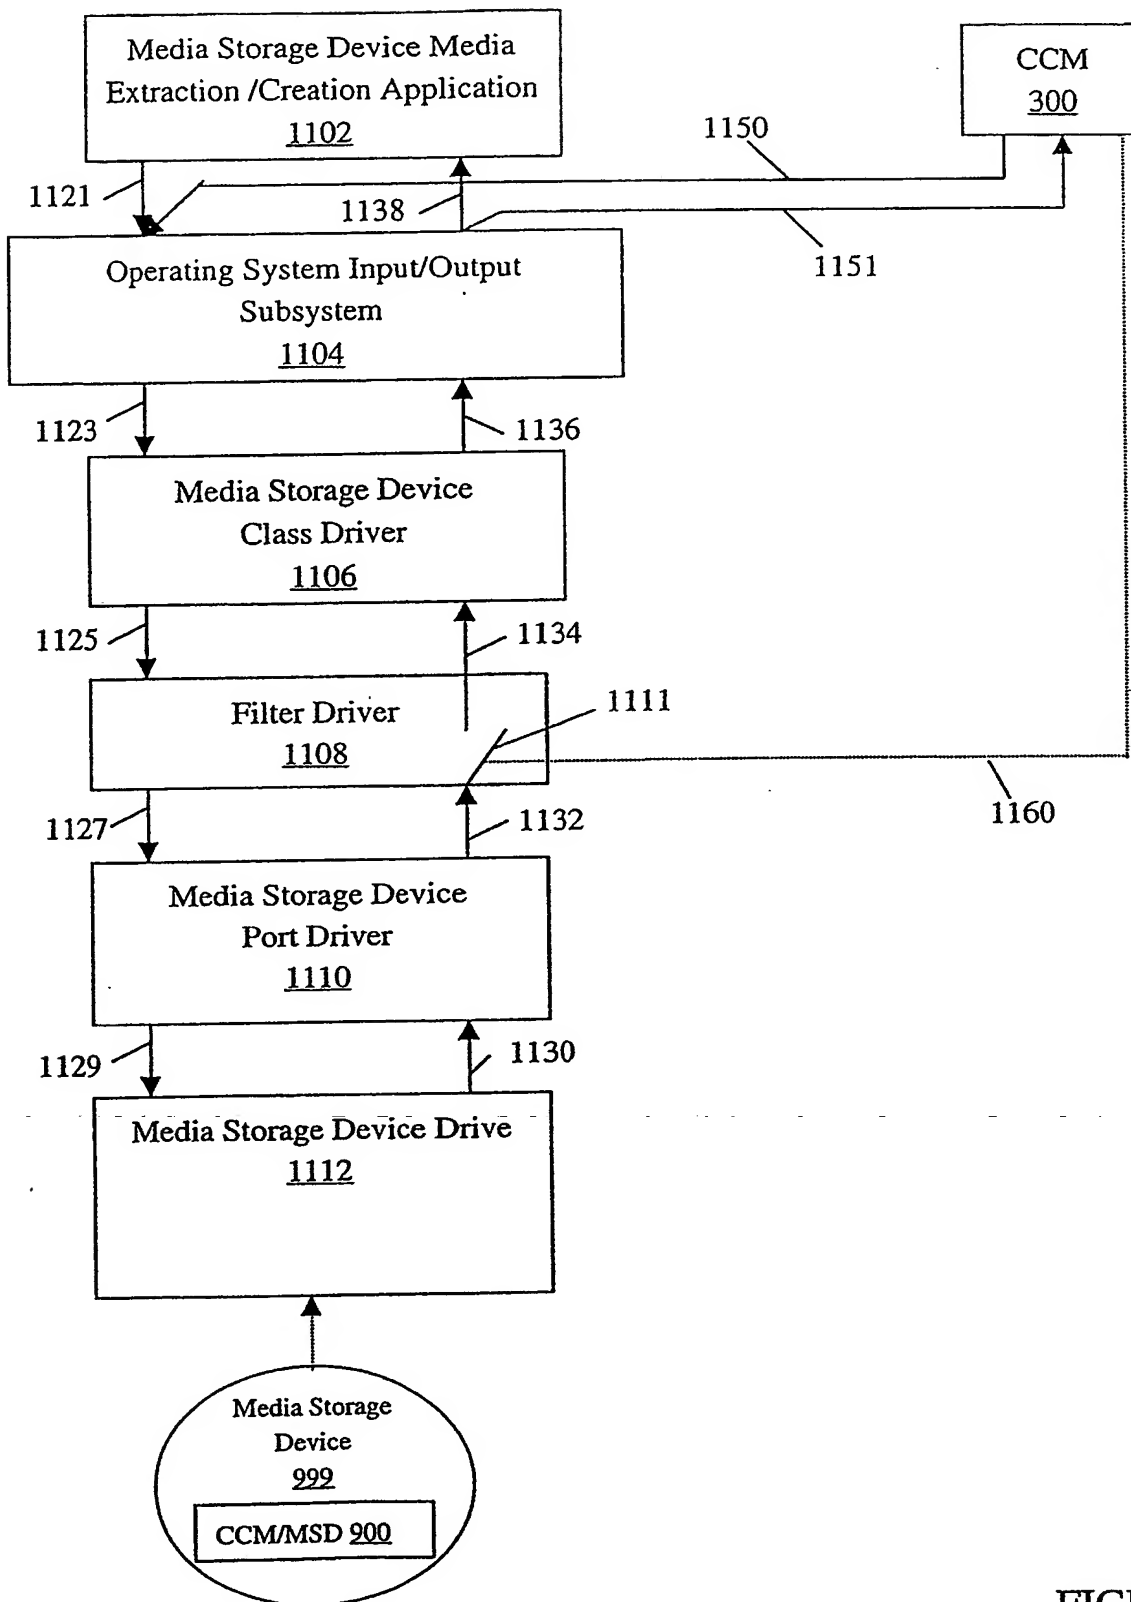 Media Storage Device Media
Extraction /Creation Application
1102
CCM
300
1150
1121
1138
1151
Operating System Input/Output
Subsystem
1104
1123
1136
Media Storage Device
Class Driver
1106
1125
1134
Filter Driver
1108
1111
1127
1132
1160
Media Storage Device
Port Driver
1110
1129
1130
Media Storage Device Drive
1112
Media Storage
Device
999
CCM/MSD 900